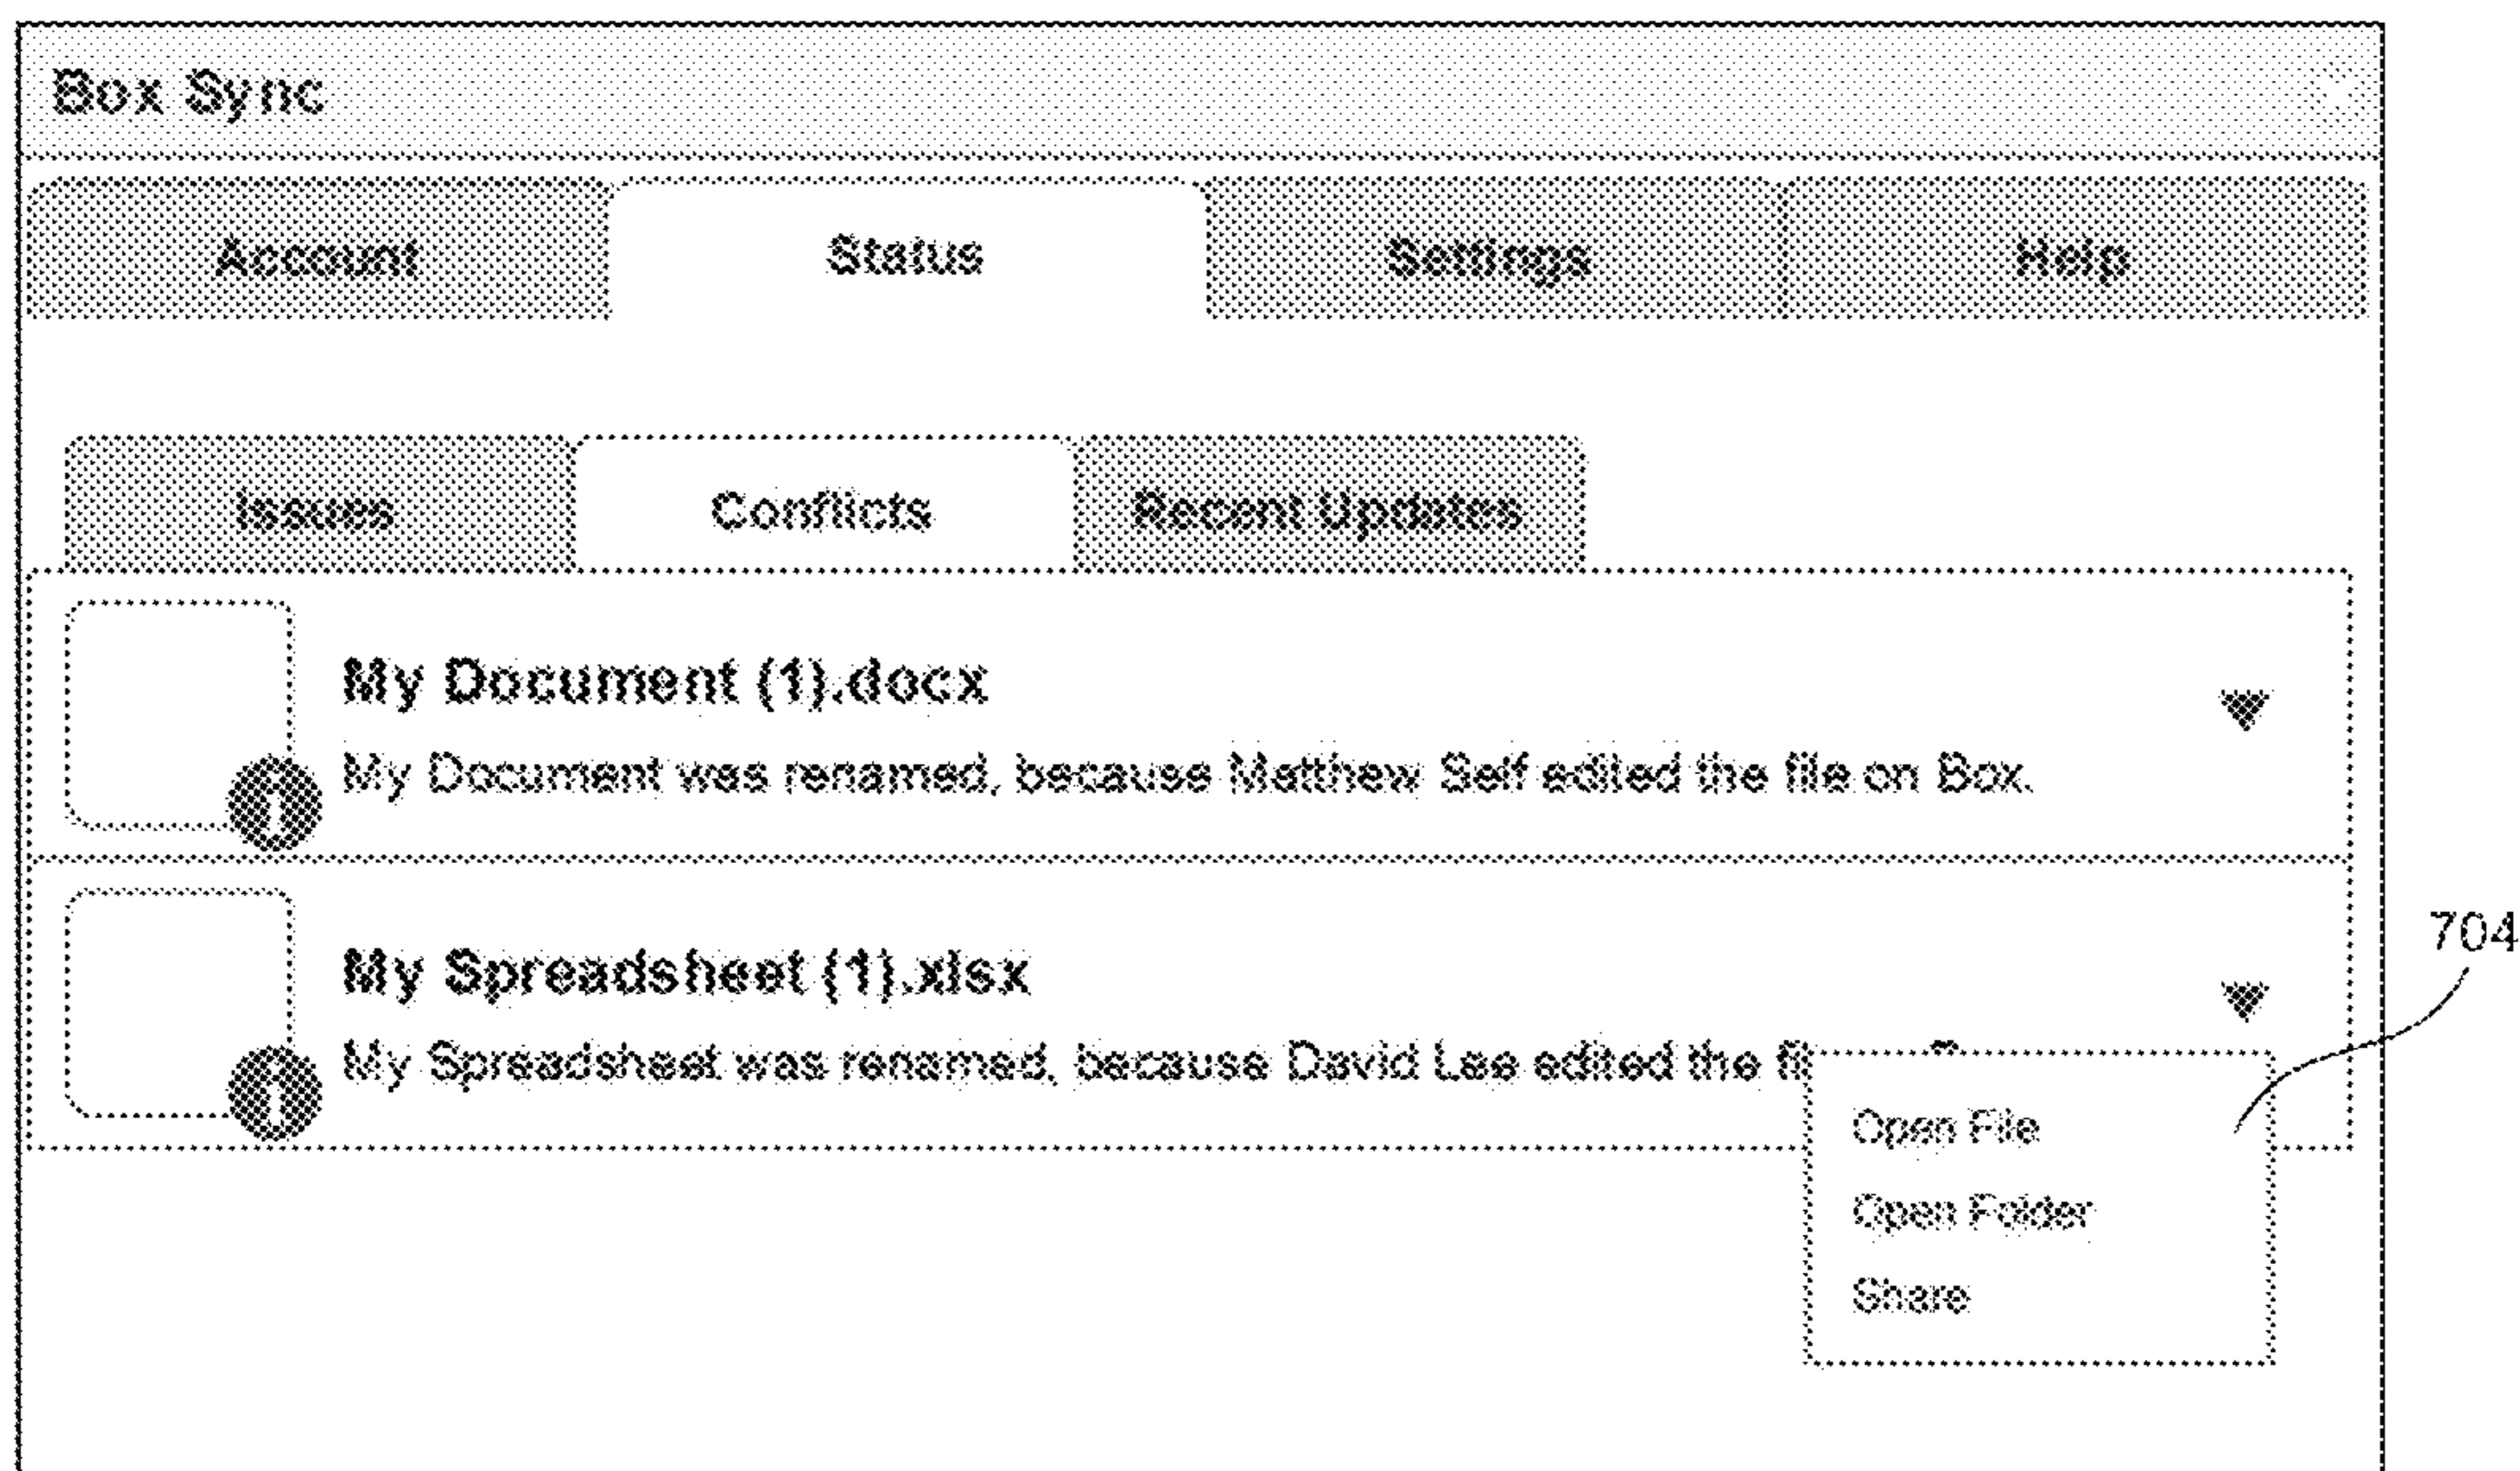 Box Sync
Account Status Settings Help
Issues Conflicts Recent Updates
My Document (1).docx
My Document was renamed, because Matthew Self edited the file on Box.
My Spreadsheet (1).xlsx
My Spreadsheet was renamed, because David Lee edited the
704
Open File
Open Folder
Share